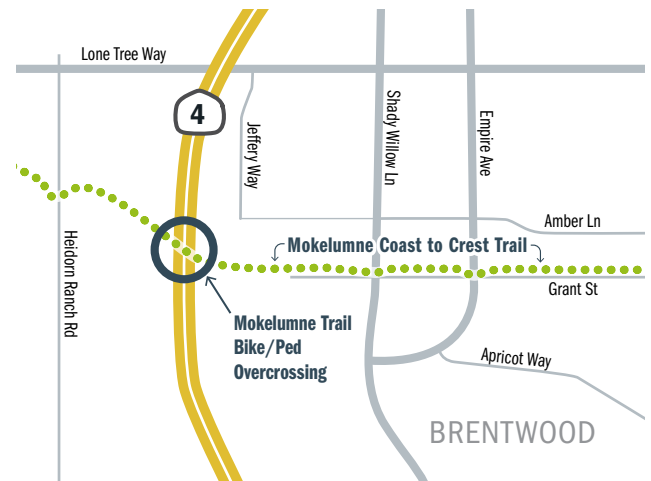 Lone Tree Way
4
Jeffery Way
Shady Willow Ln
Empire Ave
Amber Ln
Heidorn Ranch Rd
Mokelumne Coast to Crest Trail
Grant St
Mokelumne Trail
Bike/Ped
Overcrossing
Apricot Way
BRENTWOOD